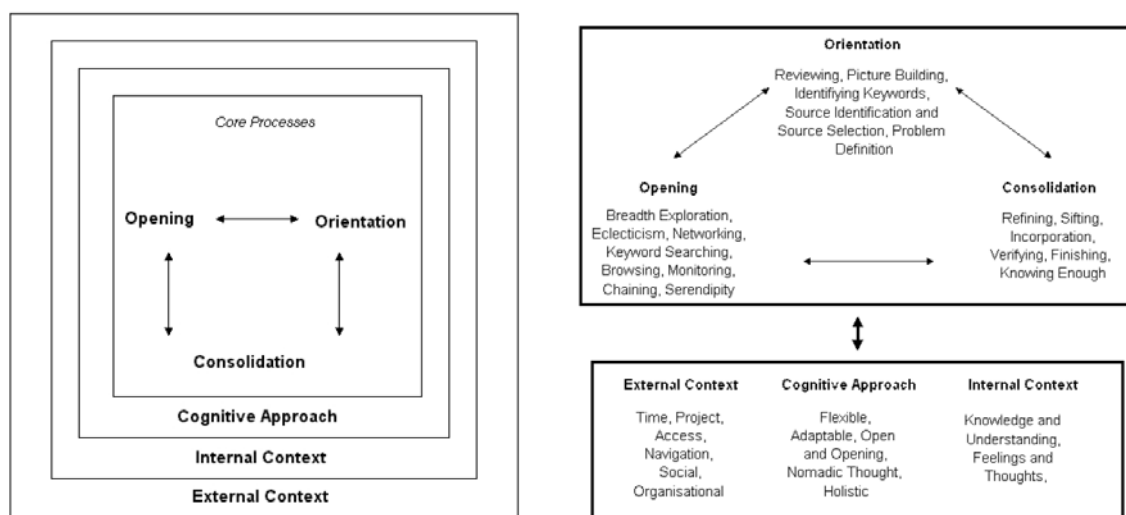 Core Processes
Opening
Orientation
Consolidation
Cognitive Approach
Internal Context
External Context
Orientation
Reviewing, Picture Building,
Identifiying Keywords,
Source Identification and
Source Selection, Problem
Definition
Opening
Breadth Exploration,
Eclecticism, Networking,
Keyword Searching,
Browsing, Monitoring,
Chaining, Serendipity
Consolidation
Refining, Sifting,
Incorporation,
Verifying, Finishing,
Knowing Enough
External Context
Time, Project,
Access,
Navigation,
Social,
Organisational
Cognitive Approach
Flexible,
Adaptable, Open
and Opening,
Nomadic Thought,
Holistic
Internal Context
Knowledge and
Understanding,
Feelings and
Thoughts,